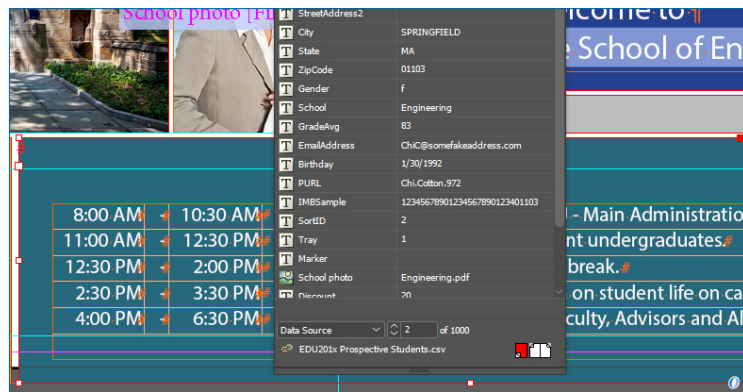 School photo [FI
StreetAddress2
City SPRINGFIELD
State MA
ZipCode 01103
Gender f
School Engineering
GradeAvg 83
EmailAddress ChiC@somefakeaddress.com
Birthday 1/30/1992
PURL Chi.Cotton.972
IMBSample 1234567890123456789012340 1103
SortID 2
Tray 1
Marker
School photo Engineering.pdf
Discount 20
Data Source 2 of 1000
EDU201x Prospective Students.csv
elcome to ¶
e School of En
8:00 AM# - 10:30 AM# - Main Administratio
11:00 AM# - 12:30 PM# nt undergraduates.#
12:30 PM# - 2:00 PM# break.#
2:30 PM# - 3:30 PM# on student life on ca
4:00 PM# - 6:30 PM# culty, Advisors and Al